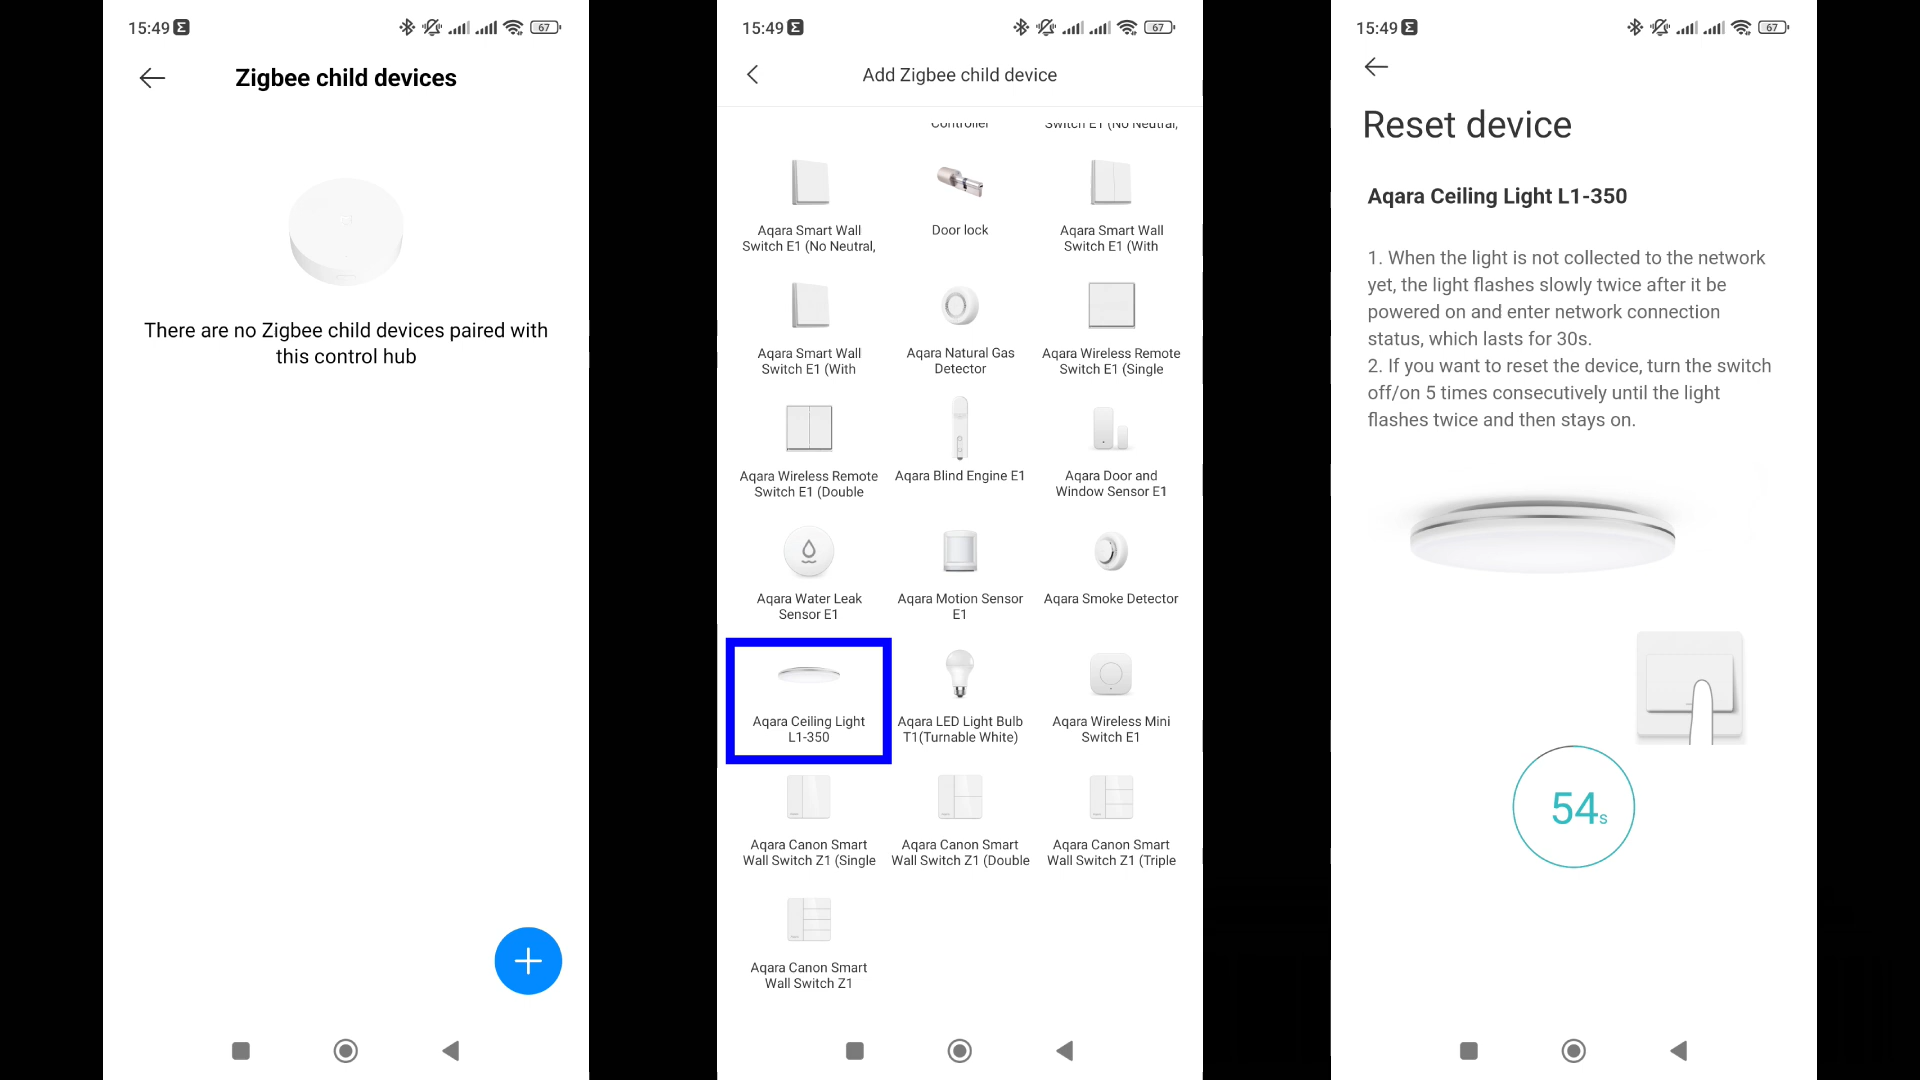 15:49
67
Zigbee child devices
There are no Zigbee child devices paired with
this control hub
15:49
67
Add Zigbee child device
Controller
Switch E1 (No Neutral,
Aqara Smart Wall
Switch E1 (No Neutral,
Door lock
Aqara Smart Wall
Switch E1 (With
Aqara Smart Wall
Switch E1 (With
Aqara Natural Gas
Detector
Aqara Wireless Remote
Switch E1 (Single
Aqara Wireless Remote
Switch E1 (Double
Aqara Blind Engine E1
Aqara Door and
Window Sensor E1
Aqara Water Leak
Sensor E1
Aqara Motion Sensor
E1
Aqara Smoke Detector
Aqara Ceiling Light
L1-350
Aqara LED Light Bulb
T1(Turnable White)
Aqara Wireless Mini
Switch E1
Aqara Canon Smart
Wall Switch Z1 (Single
Aqara Canon Smart
Wall Switch Z1 (Double
Aqara Canon Smart
Wall Switch Z1 (Triple
Aqara Canon Smart
Wall Switch Z1
15:49
67
Reset device
Aqara Ceiling Light L1-350
1. When the light is not collected to the network
yet, the light flashes slowly twice after it be
powered on and enter network connection
status, which lasts for 30s.
2. If you want to reset the device, turn the switch
off/on 5 times consecutively until the light
flashes twice and then stays on.
54s